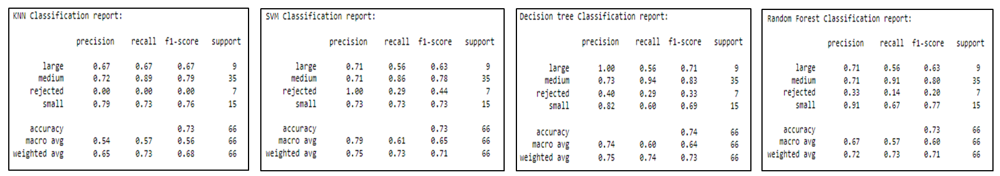 KNN Classification report:
precision recall f1-score support
large 0.67 0.67 0.67 9
medium 0.72 0.89 0.79 35
rejected 0.00 0.00 0.00 7
small 0.79 0.73 0.76 15
accuracy 0.73 66
macro avg 0.54 0.57 0.56 66
weighted avg 0.65 0.73 0.68 66
SVM Classification report:
precision recall f1-score support
large 0.71 0.56 0.63 9
medium 0.71 0.86 0.78 35
rejected 1.00 0.29 0.44 7
small 0.73 0.73 0.73 15
accuracy 0.73 66
macro avg 0.79 0.61 0.65 66
weighted avg 0.75 0.73 0.71 66
Decision tree Classification report:
precision recall f1-score support
large 1.00 0.56 0.71 9
medium 0.73 0.94 0.83 35
rejected 0.40 0.29 0.33 7
small 0.82 0.60 0.69 15
accuracy 0.74 66
macro avg 0.74 0.60 0.64 66
weighted avg 0.75 0.74 0.73 66
Random Forest Classification report:
precision recall f1-score support
large 0.71 0.56 0.63 9
medium 0.71 0.91 0.80 35
rejected 0.33 0.14 0.20 7
small 0.91 0.67 0.77 15
accuracy 0.73 66
macro avg 0.67 0.57 0.60 66
weighted avg 0.72 0.73 0.71 66